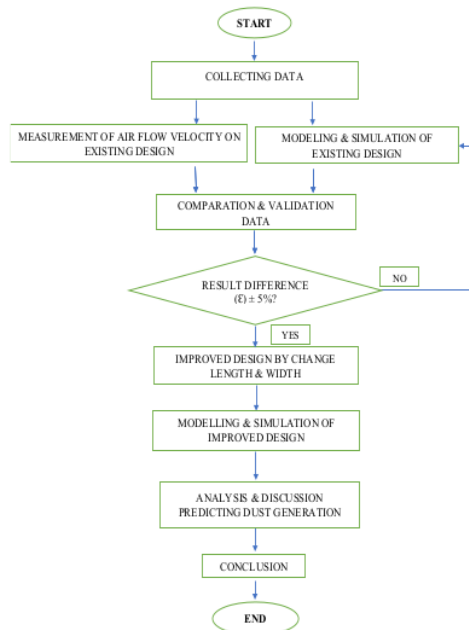 START
COLLECTING DATA
MEASUREMENT OF AIR FLOW VELOCITY ON
EXISTING DESIGN
MODELING & SIMULATION OF
EXISTING DESIGN
COMPARATION & VALIDATION
DATA
RESULT DIFFERENCE
(Ɛ) ± 5%?
NO
YES
IMPROVED DESIGN BY CHANGE
LENGTH & WIDTH
MODELLING & SIMULATION OF
IMPROVED DESIGN
ANALYSIS & DISCUSSION
PREDICTING DUST GENERATION
CONCLUSION
END